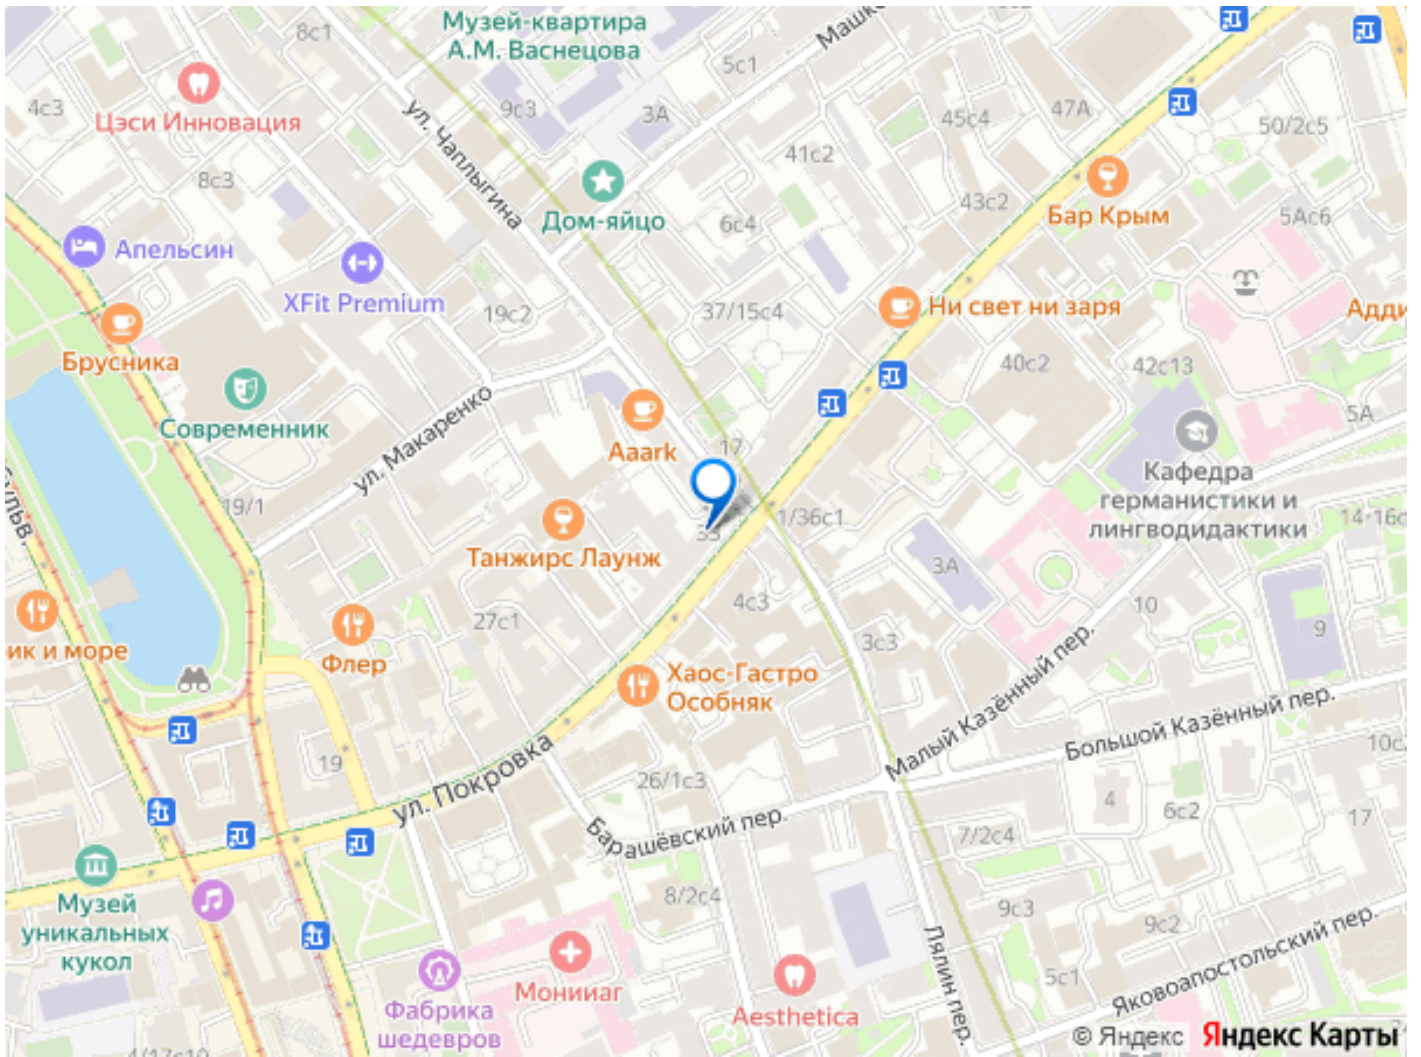 8с1
Музей-квартира
А.М. Васнецова
5с1
4с3
Цэси Инновация
9с3
3А
45с4
47А
50/2с5
ул. Чаплыгина
41с2
8с3
Дом-яйцо
6с4
43с2
Бар Крым
5Ас6
Апельсин
XFit Premium
19с2
37/15с4
Ни свет ни заря
Брусника
40с2
42с13
Современник
ул. Макаренко
Aaark
17
5А
Кафедра
германистики и
лингводидактики
19/1
33
1/36с1
Танжирс Лаунж
3А
4с3
10
27с1
9
Флер
3с3
Хаос-Гастро
Особняк
Малый Казённый пер.
Большой Казённый пер.
19
ул. Покровка
26/1с3
4
6с2
17
Барашёвский пер.
7/2с4
Музей
уникальных
кукол
8/2с4
9с3
9с2
Лялин пер.
Яковоапостольский пер.
5с1
Монииаг
Фабрика
шедевров
Aesthetica
4/17с10
© Яндекс Яндекс Карты